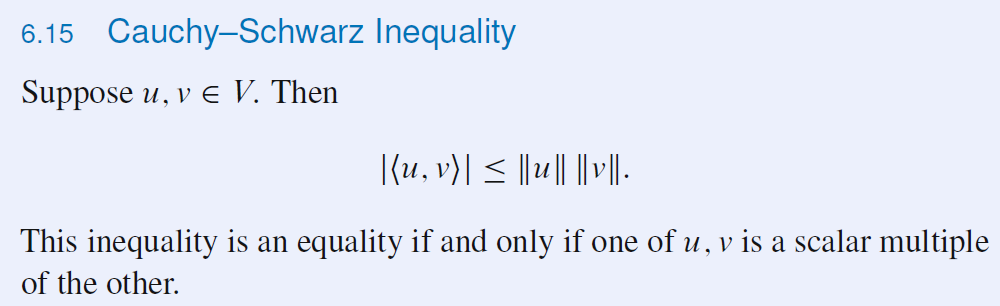 6.15 Cauchy–Schwarz Inequality
Suppose u, v ∈ V. Then
|⟨u, v⟩| ≤ ‖u‖ ‖v‖.
This inequality is an equality if and only if one of u, v is a scalar multiple
of the other.